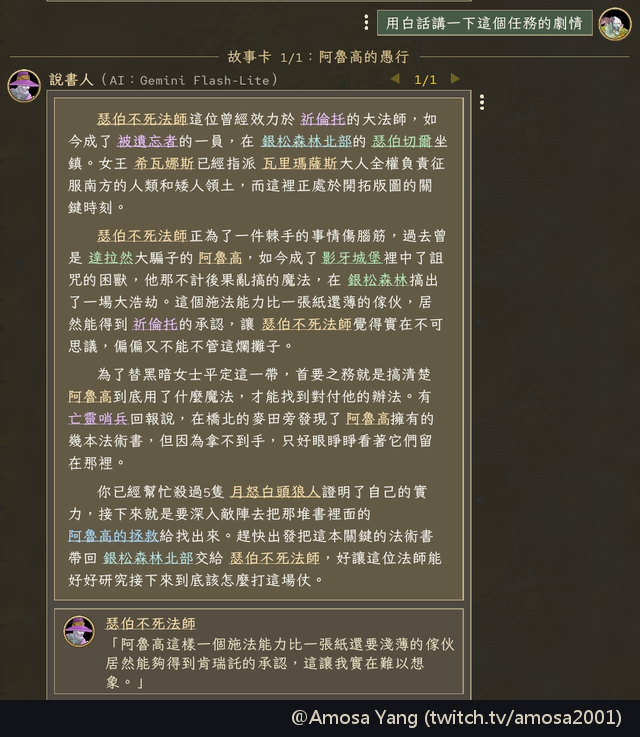 用白話講一下這個任務的劇情
故事卡 1/1：阿魯高的愚行
說書人 (AI：Gemini Flash-Lite)
1/1
瑟伯不死法師這位曾經效力於 祈倫托的大法師，如
今成了 被遺忘者的一員，在 銀松森林北部的 瑟伯切爾坐
鎮。女王 希瓦娜斯已經指派 瓦里瑪薩斯大人全權負責征
服南方的人類和矮人領土，而這裡正處於開拓版圖的關
鍵時刻。
瑟伯不死法師正為了一件棘手的事情傷腦筋，過去曾
是 達拉然大騙子的 阿魯高，如今成了影牙城堡裡中了詛
咒的困獸，他那不計後果亂搞的魔法，在 銀松森林搞出
了一場大浩劫。這個施法能力比一張紙還薄的傢伙，居
然能得到 祈倫托的承認，讓 瑟伯不死法師覺得實在不可
思議，偏偏又不能不管這爛攤子。
為了替黑暗女士平定這一帶，首要之務就是搞清楚
阿魯高到底用了什麼魔法，才能找到對付他的辦法。有
亡靈哨兵回報說，在橋北的麥田旁發現了 阿魯高擁有的
幾本法術書，但因為拿不到手，只好眼睜睜看著它們留
在那裡。
你已經幫忙殺過5隻 月怒白頭狼人證明了自己的實
力，接下來就是要深入敵陣去把那堆書裡面的
阿魯高的拯救給找出來。趕快出發把這本關鍵的法術書
帶回 銀松森林北部交給 瑟伯不死法師，好讓這位法師能
好好研究接下來到底該怎麼打這場仗。
瑟伯不死法師
「阿魯高這樣一個施法能力比一張紙還要淺薄的傢伙
居然能夠得到肯瑞託的承認，這讓我實在難以想
象。」
@Amosa Yang (twitch.tv/amosa2001)